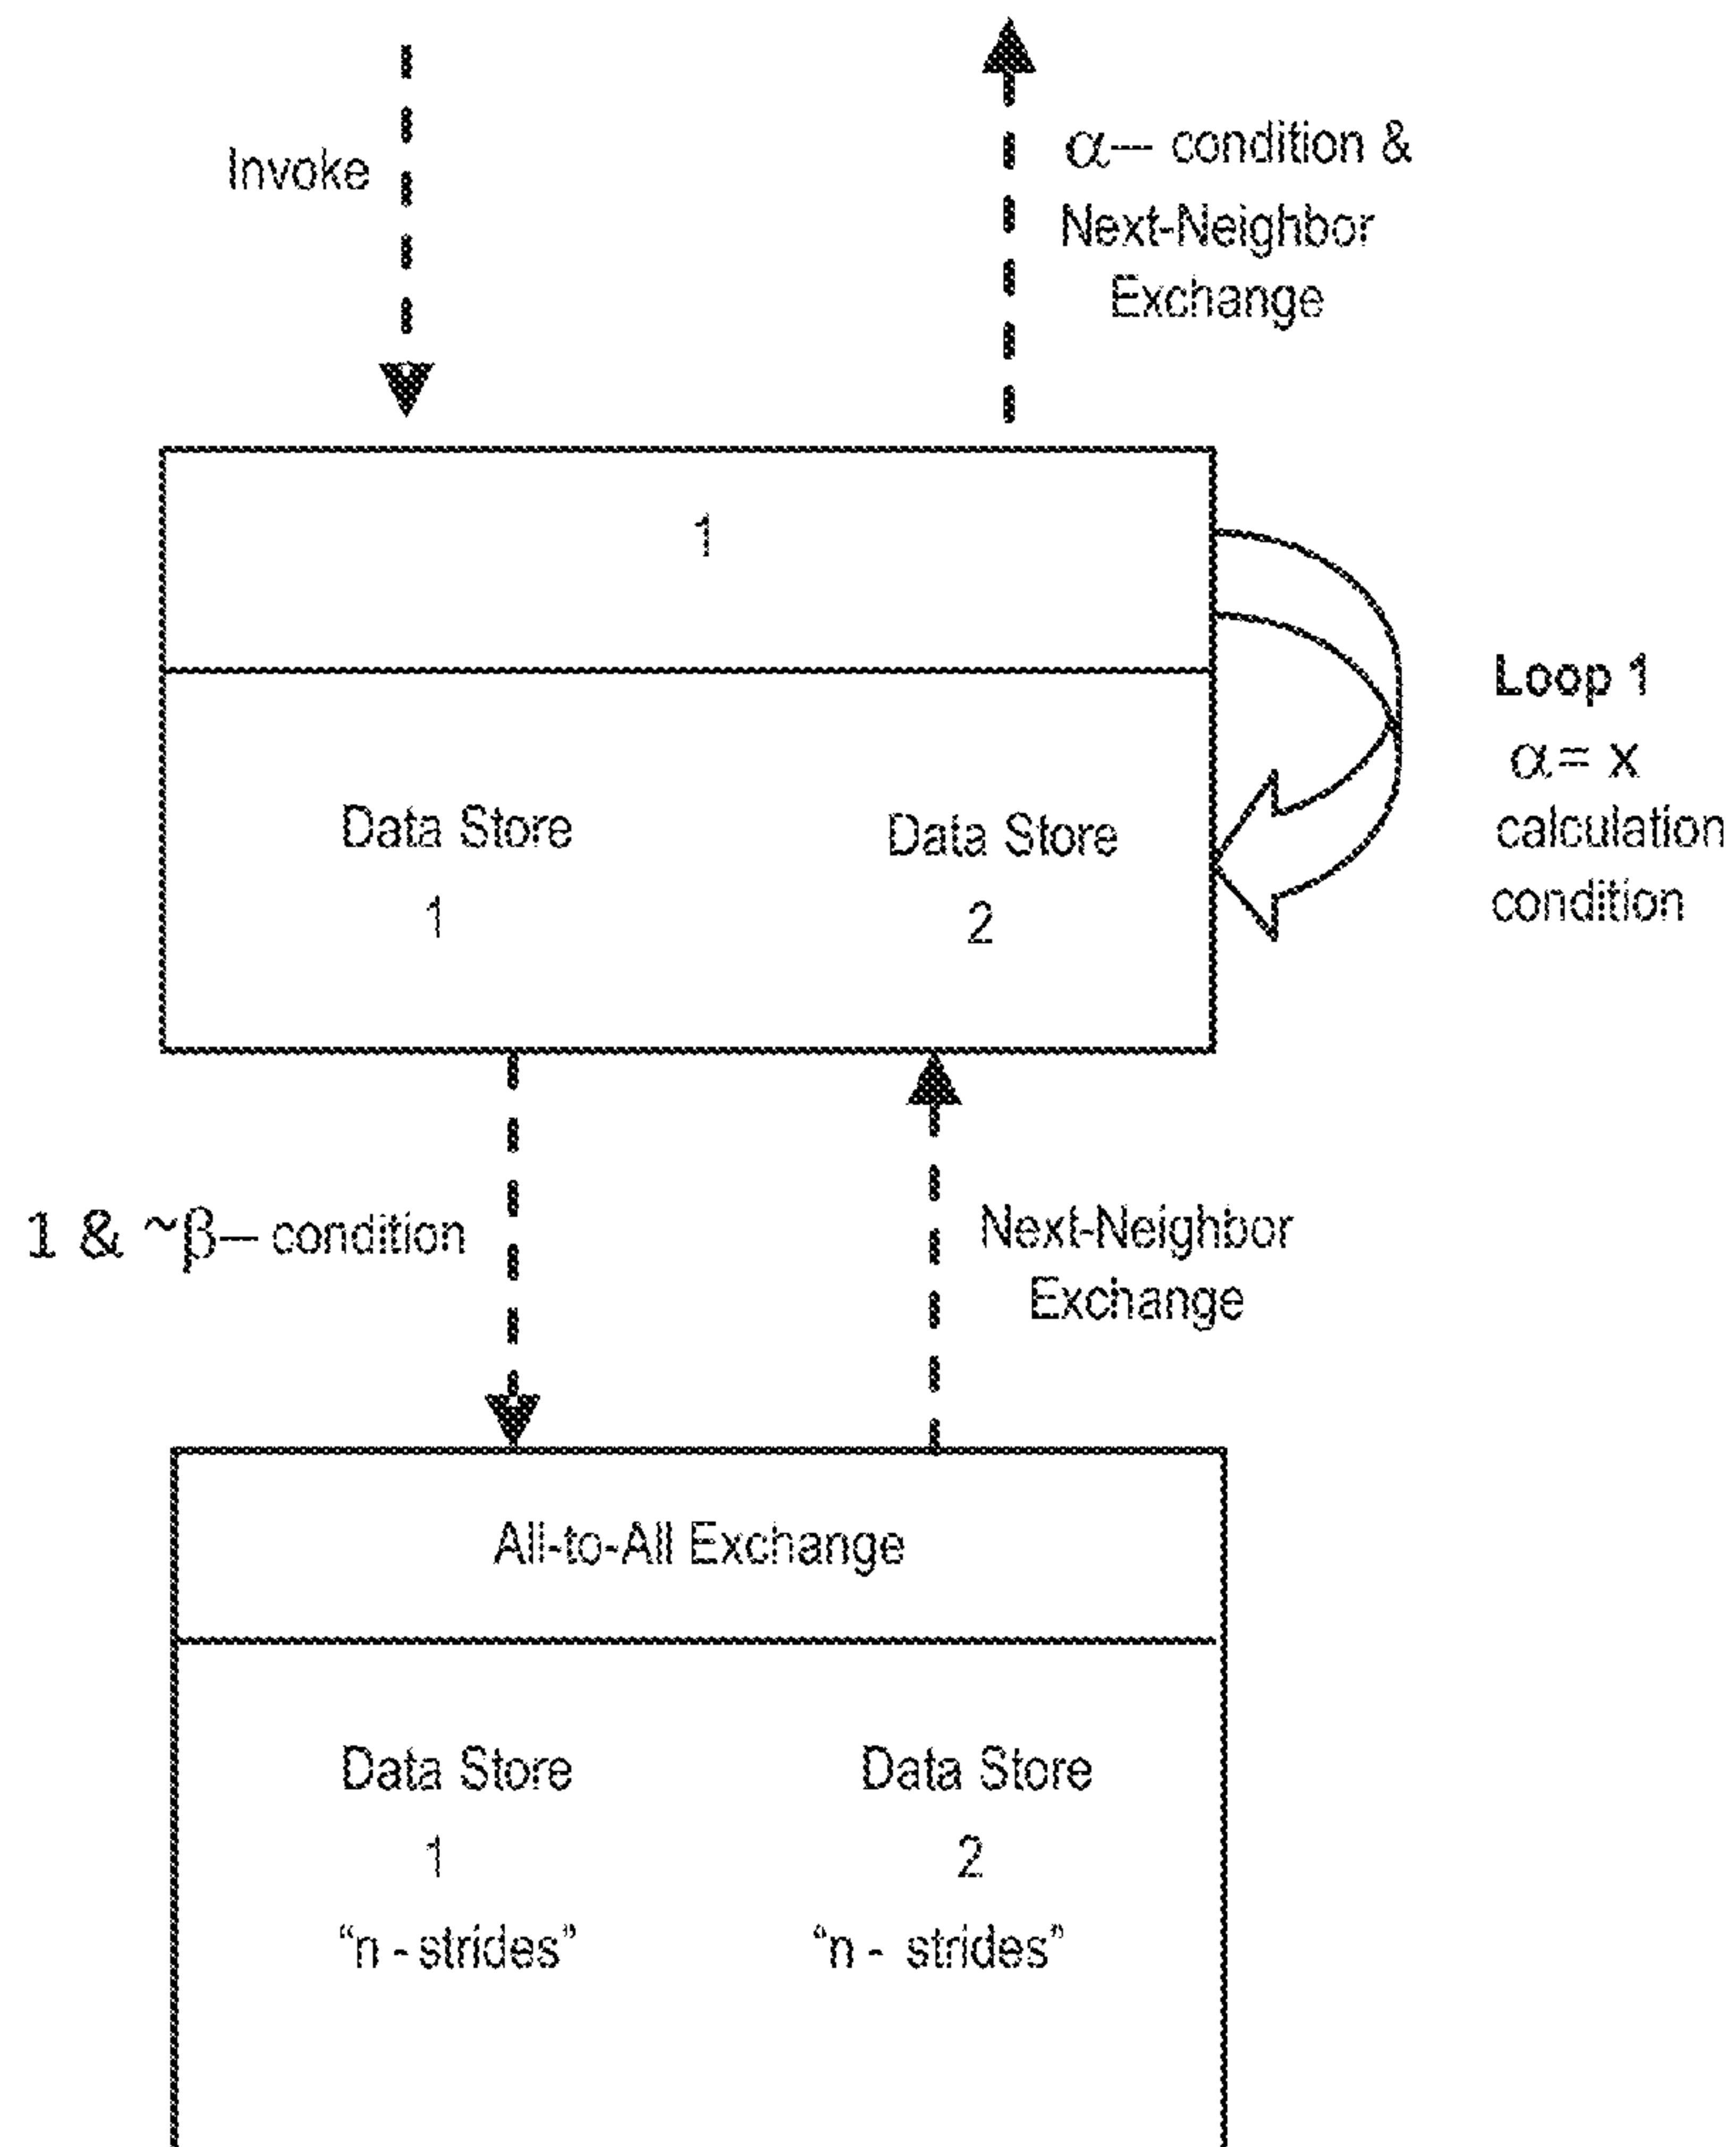 Invoke
α— condition &
Next-Neighbor
Exchange
1
Loop 1
α= x
calculation
condition
Data Store
1
Data Store
2
1 & ~β— condition
Next-Neighbor
Exchange
All-to-All Exchange
Data Store
1
“n - strides”
Data Store
2
“n - strides”